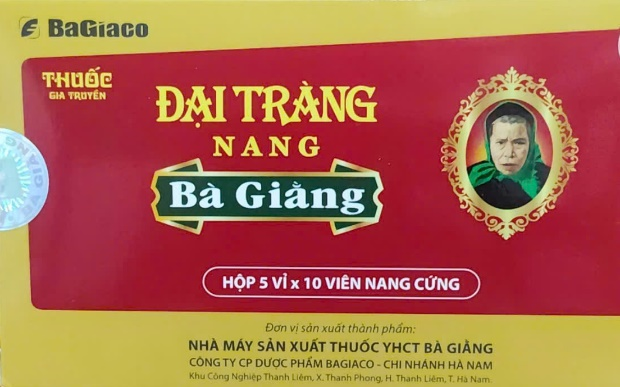 BaGiaco
THUỐC
GIA TRUYỀN
ĐẠI TRÀNG
NANG
Bà Giằng
HỘP 5 VỈ x 10 VIÊN NANG CỨNG
Đơn vị sản xuất thành phẩm:
NHÀ MÁY SẢN XUẤT THUỐC YHCT BÀ GIẰNG
CÔNG TY CP DƯỢC PHẨM BAGIACO - CHI NHÁNH HÀ NAM
Khu Công Nghiệp Thanh Liêm, X. Thanh Phong, H. Thanh Liêm, T. Hà Nam.